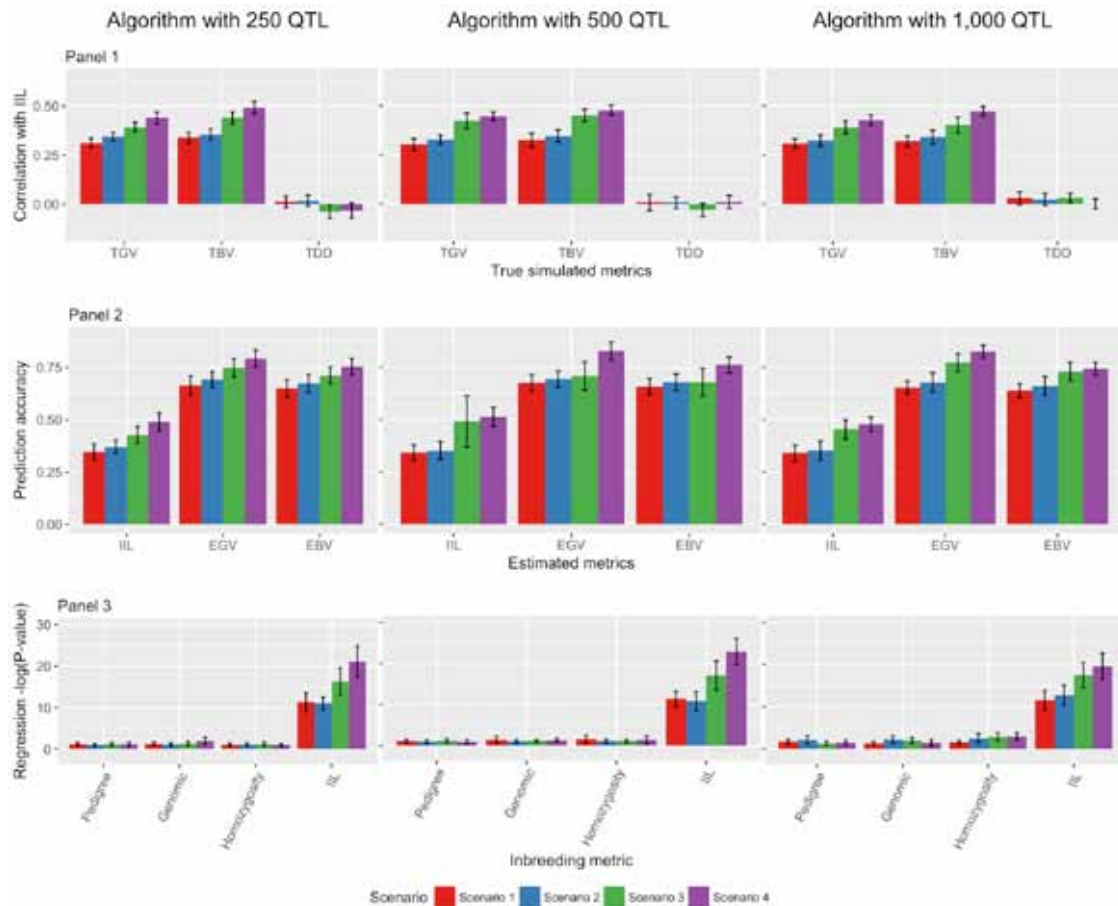 Algorithm with 250 QTL Algorithm with 500 QTL Algorithm with 1,000 QTL
Panel 1
Correlation with IIL
0.50
0.25
0.00
TGV TBV TDD TGV TBV TDD TGV TBV TDD
True simulated metrics
Panel 2
Prediction accuracy
0.75
0.50
0.25
0.00
IIL EGV EBV IIL EGV EBV IIL EGV EBV
Estimated metrics
Panel 3
Regression -log(P-value)
30
20
10
0
Pedigree Genomic Homozygosity IIL Pedigree Genomic Homozygosity IIL Pedigree Genomic Homozygosity IIL
Inbreeding metric
Scenario Scenario 1 Scenario 2 Scenario 3 Scenario 4